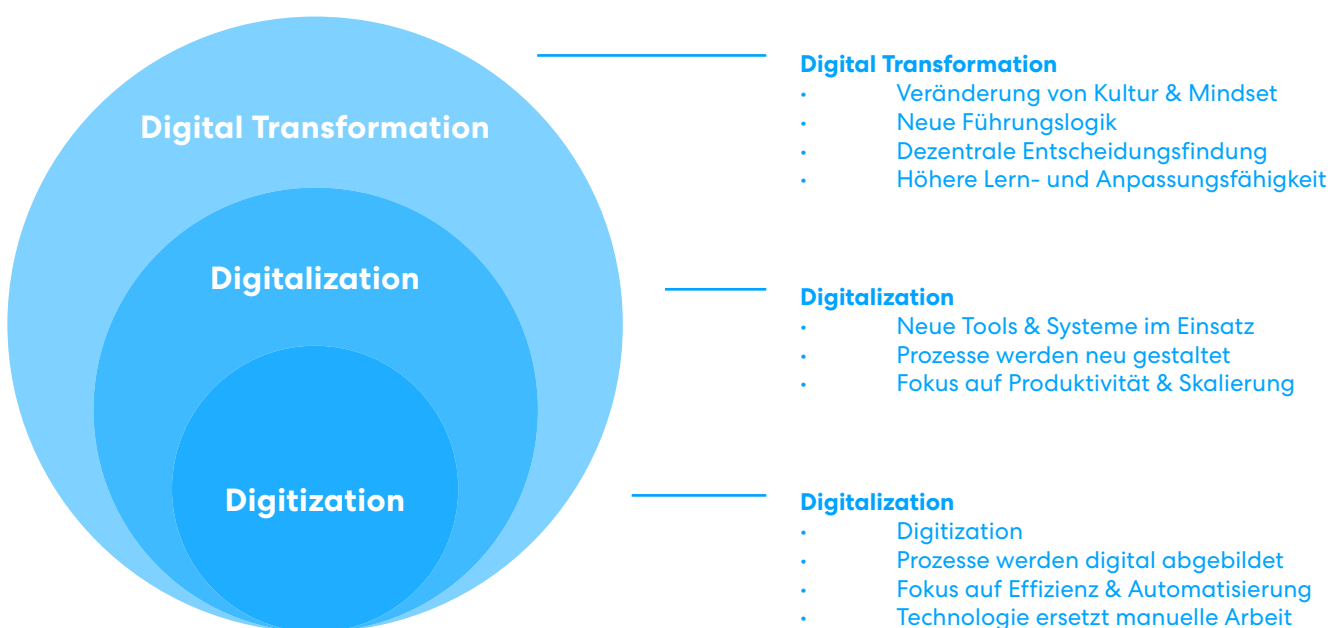 Digital Transformation
Digitalization
Digitization
Digital Transformation
· Veränderung von Kultur & Mindset
· Neue Führungslogik
· Dezentrale Entscheidungsfindung
· Höhere Lern- und Anpassungsfähigkeit
Digitalization
· Neue Tools & Systeme im Einsatz
· Prozesse werden neu gestaltet
· Fokus auf Produktivität & Skalierung
Digitalization
· Digitization
· Prozesse werden digital abgebildet
· Fokus auf Effizienz & Automatisierung
· Technologie ersetzt manuelle Arbeit